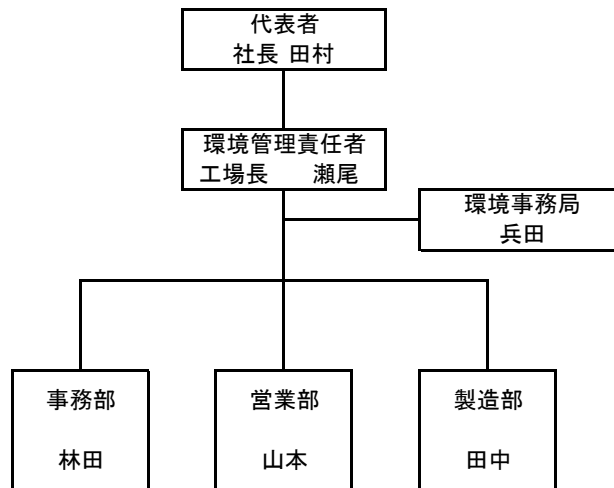 代表者
社長 田村
環境管理責任者
工場長　　瀬尾
環境事務局
兵田
事務部
林田
営業部
山本
製造部
田中